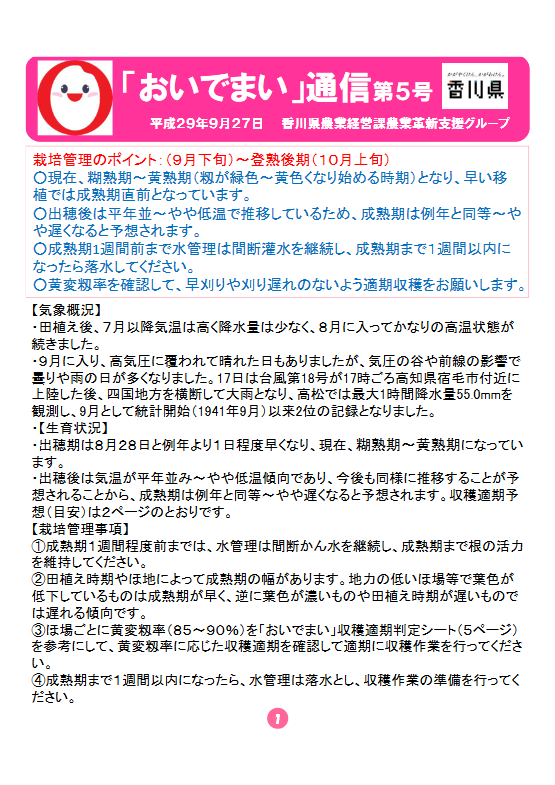 「おいでまい」通信第5号
かがやくけん、かがわけん。
香川県
平成29年9月27日　香川県農業経営課農業革新支援グループ
栽培管理のポイント：（9月下旬）～登熟後期（10月上旬）
○現在、糊熟期～黄熟期（籾が緑色～黄色くなり始める時期）となり、早い移
植では成熟期直前となっています。
○出穂後は平年並～やや低温で推移しているため、成熟期は例年と同等～や
や遅くなると予想されます。
○成熟期1週間前まで水管理は間断灌水を継続し、成熟期まで1週間以内に
なったら落水してください。
○黄変籾率を確認して、早刈りや刈り遅れのないよう適期収穫をお願いします。
【気象概況】
・田植え後、７月以降気温は高く降水量は少なく、８月に入ってかなりの高温状態が
続きました。
・９月に入り、高気圧に覆われて晴れた日もありましたが、気圧の谷や前線の影響で
曇りや雨の日が多くなりました。17日は台風第18号が17時ごろ高知県宿毛市付近に
上陸した後、四国地方を横断して大雨となり、高松では最大1時間降水量55.0mmを
観測し、9月として統計開始（1941年9月）以来2位の記録となりました。
・【生育状況】
・出穂期は８月２８日と例年より１日程度早くなり、現在、糊熟期～黄熟期になってい
ます。
・出穂後は気温が平年並み～やや低温傾向であり、今後も同様に推移することが予
想されることから、成熟期は例年と同等～やや遅くなると予想されます。収穫適期予
想（目安）は２ページのとおりです。
【栽培管理事項】
①成熟期１週間程度前までは、水管理は間断かん水を継続し、成熟期まで根の活力
を維持してください。
②田植え時期やほ地によって成熟期の幅があります。地力の低いほ場等で葉色が
低下しているものは成熟期が早く、逆に葉色が濃いものや田植え時期が遅いもので
は遅れる傾向です。
③ほ場ごとに黄変籾率（８５～９０％）を「おいでまい」収穫適期判定シート（５ページ）
を参考にして、黄変籾率に応じた収穫適期を確認して適期に収穫作業を行ってくださ
い。
④成熟期まで１週間以内になったら、水管理は落水とし、収穫作業の準備を行ってく
ださい。
1